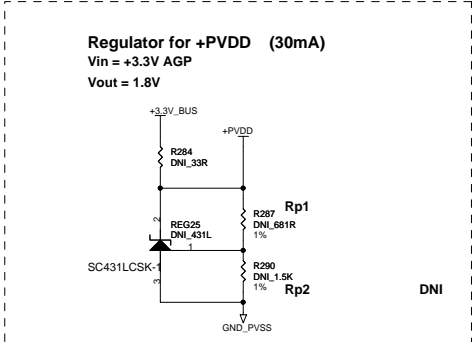 Regulator for +PVDD (30mA)
Vin = +3.3V AGP
Vout = 1.8V
+3.3V_BUS
+PVDD
R284
DNI_33R
2
REG25
DNI_431L
1
SC431LCSK-1
3
R287
Rp1
DNI_681R
1%
R290
DNI_1.5K
1%
Rp2
DNI
GND_PVSS